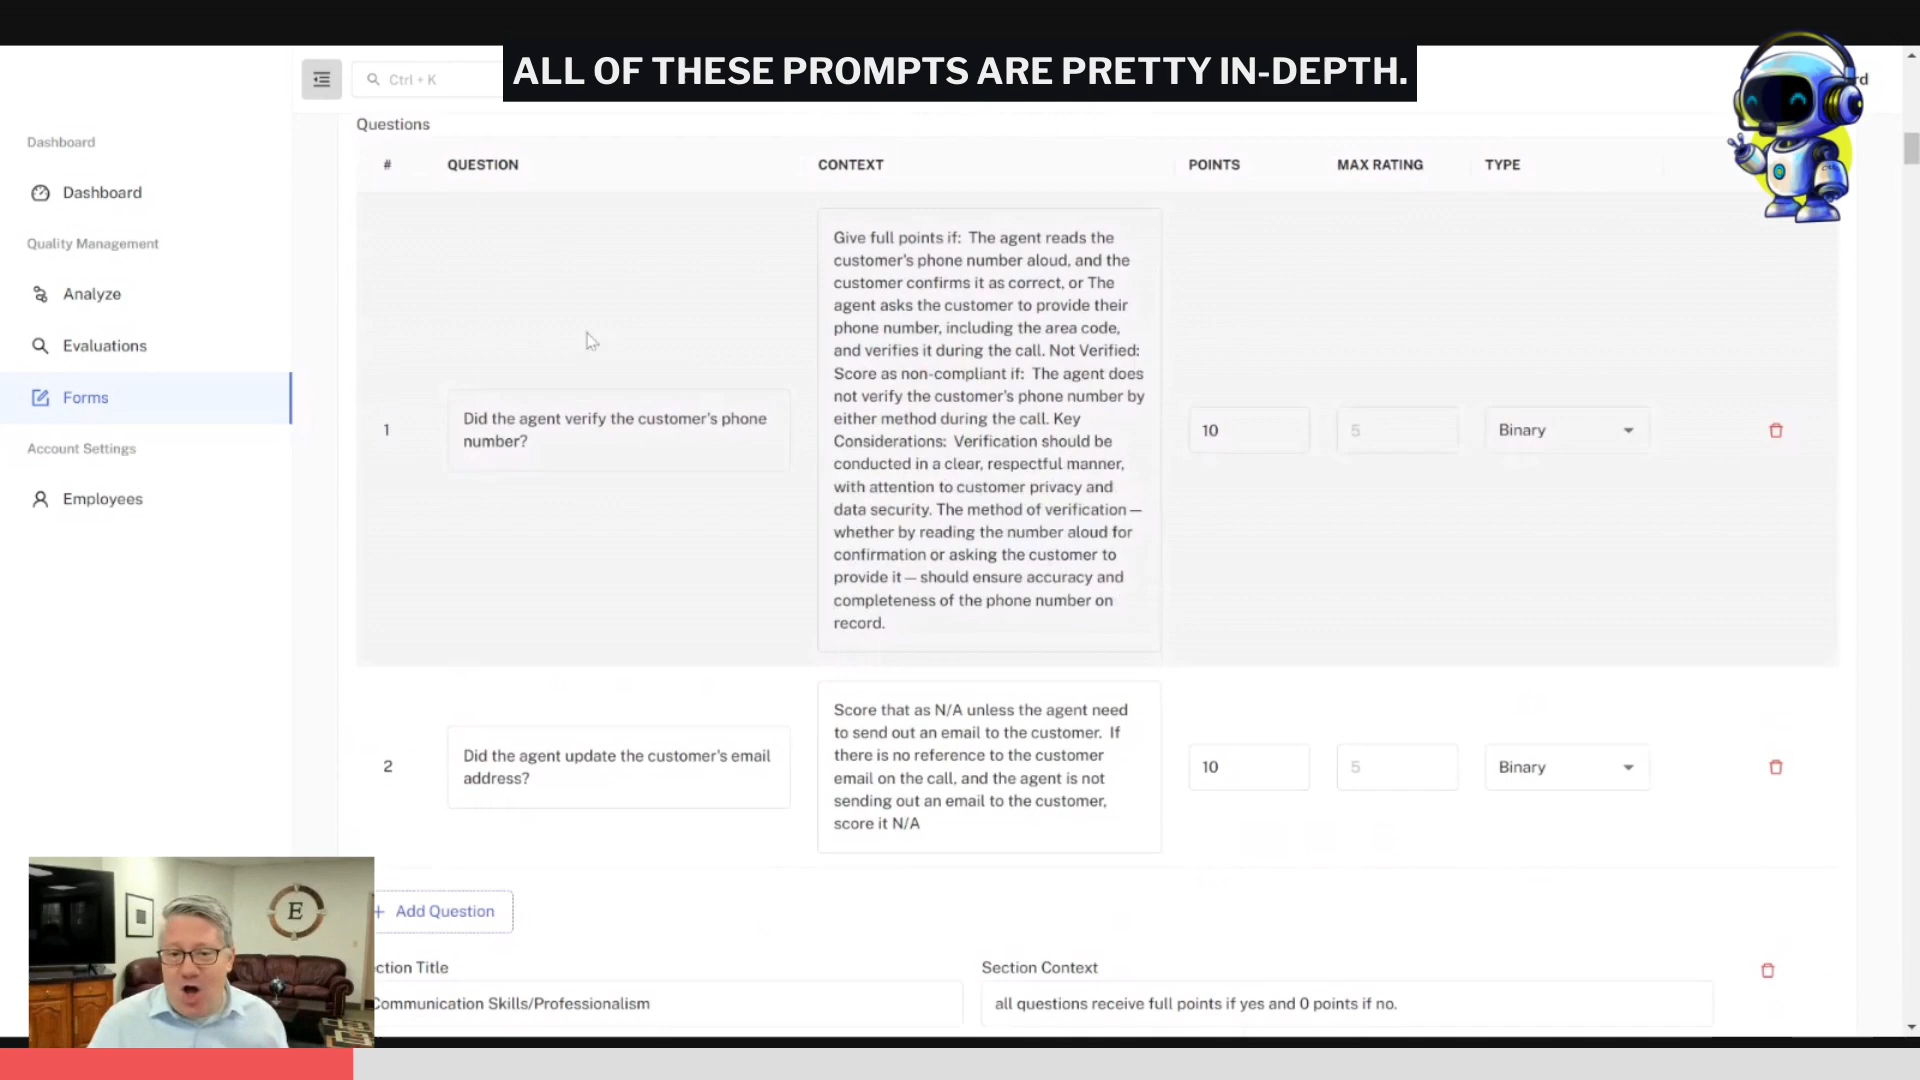 ALL OF THESE PROMPTS ARE PRETTY IN-DEPTH.
Ctrl + K
rd
Dashboard
Dashboard
Quality Management
Analyze
Evaluations
Forms
Account Settings
Employees
Questions
# QUESTION CONTEXT POINTS MAX RATING TYPE
1
Did the agent verify the customer's phone
number?
Give full points if: The agent reads the
customer's phone number aloud, and the
customer confirms it as correct, or The
agent asks the customer to provide their
phone number, including the area code,
and verifies it during the call. Not Verified:
Score as non-compliant if: The agent does
not verify the customer's phone number by
either method during the call. Key
Considerations: Verification should be
conducted in a clear, respectful manner,
with attention to customer privacy and
data security. The method of verification—
whether by reading the number aloud for
confirmation or asking the customer to
provide it—should ensure accuracy and
completeness of the phone number on
record.
10
5
Binary
2
Did the agent update the customer's email
address?
Score that as N/A unless the agent need
to send out an email to the customer. If
there is no reference to the customer
email on the call, and the agent is not
sending out an email to the customer,
score it N/A
10
5
Binary
+ Add Question
ction Title
Communication Skills/Professionalism
Section Context
all questions receive full points if yes and 0 points if no.
E